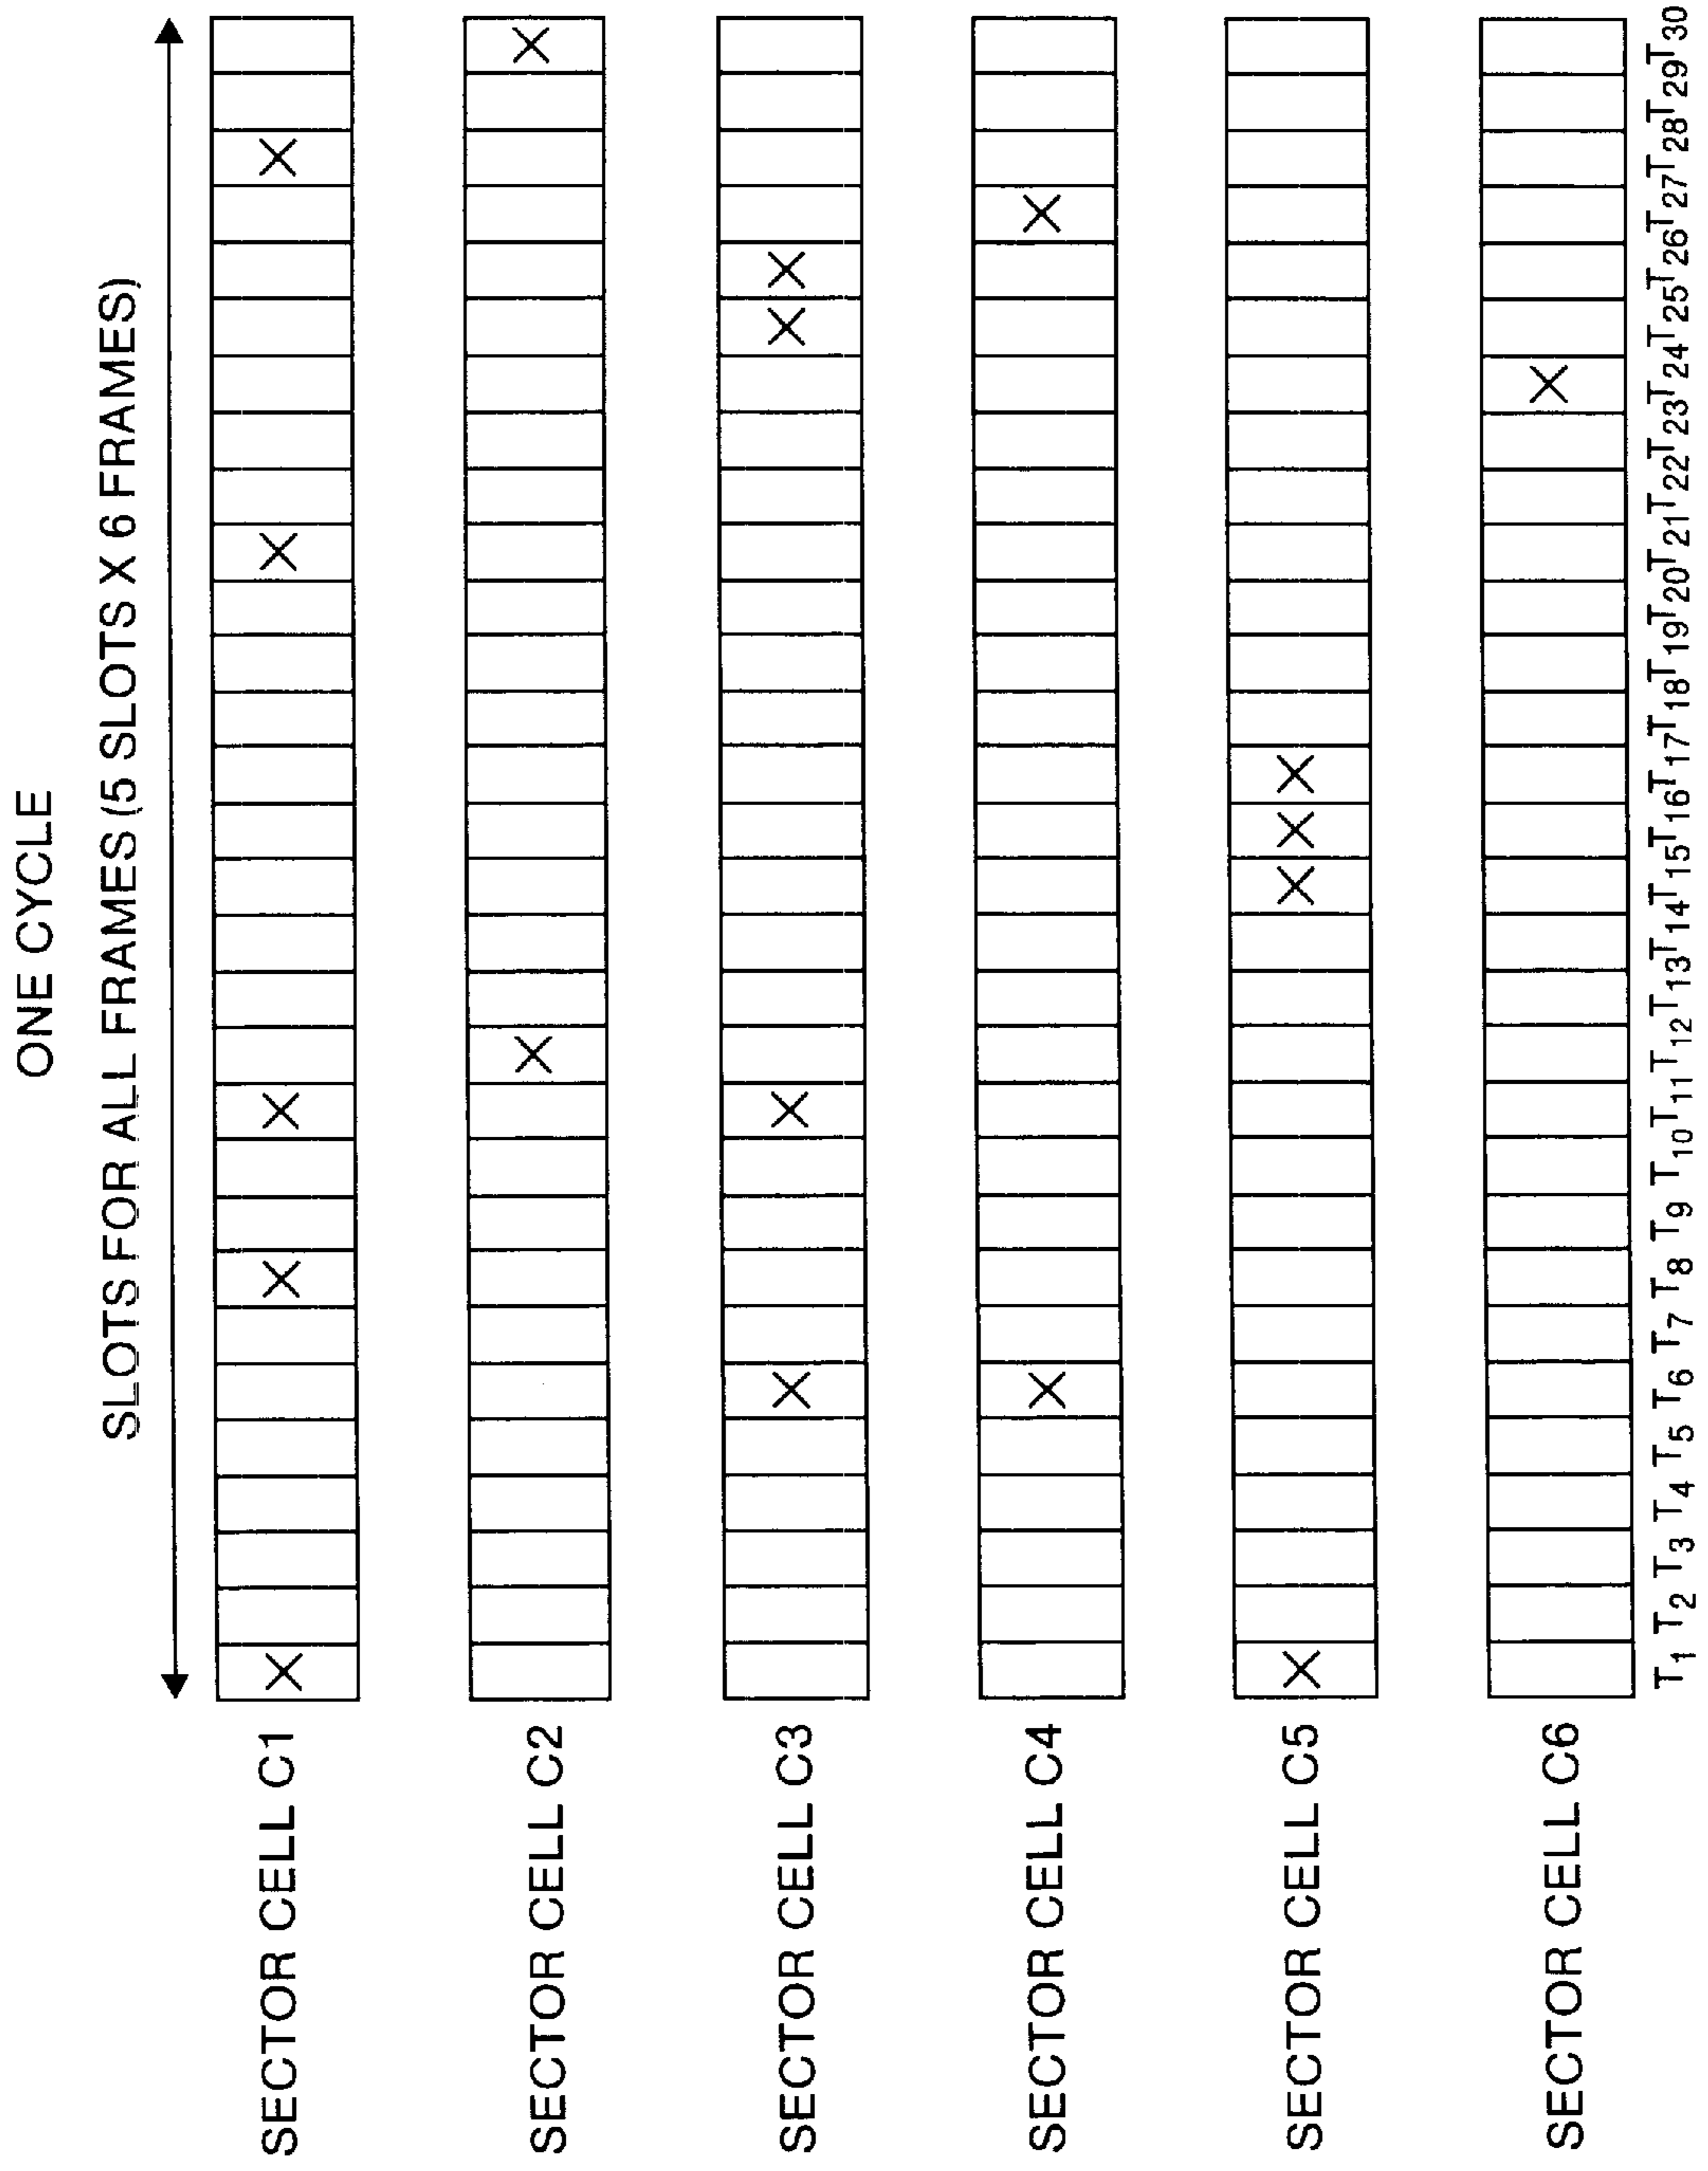 ONE CYCLE
SLOTS FOR ALL FRAMES (5 SLOTS X 6 FRAMES)
SECTOR CELL C1
SECTOR CELL C2
SECTOR CELL C3
SECTOR CELL C4
SECTOR CELL C5
SECTOR CELL C6
T1 T2 T3 T4 T5 T6 T7 T8 T9 T10 T11 T12 T13 T14 T15 T16 T17 T18 T19 T20 T21 T22 T23 T24 T25 T26 T27 T28 T29 T30